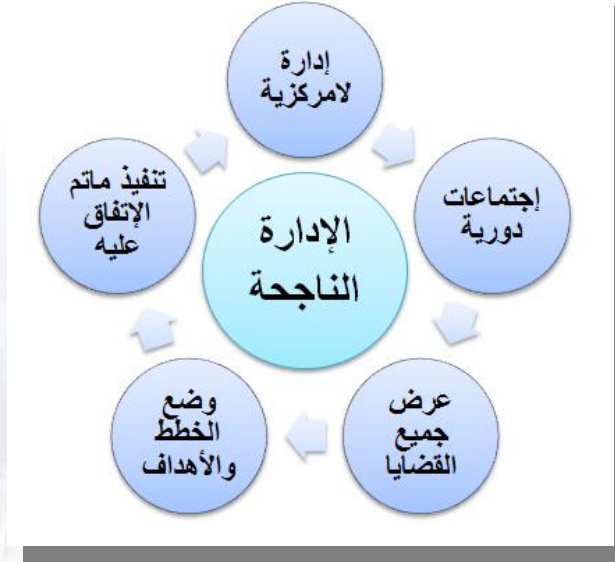 إدارة
لامركزية
إجتماعات
دورية
عرض
جميع
القضايا
وضع
الخطط
والأهداف
تنفيذ ماتم
الإتفاق
عليه
الإدارة
الناجحة